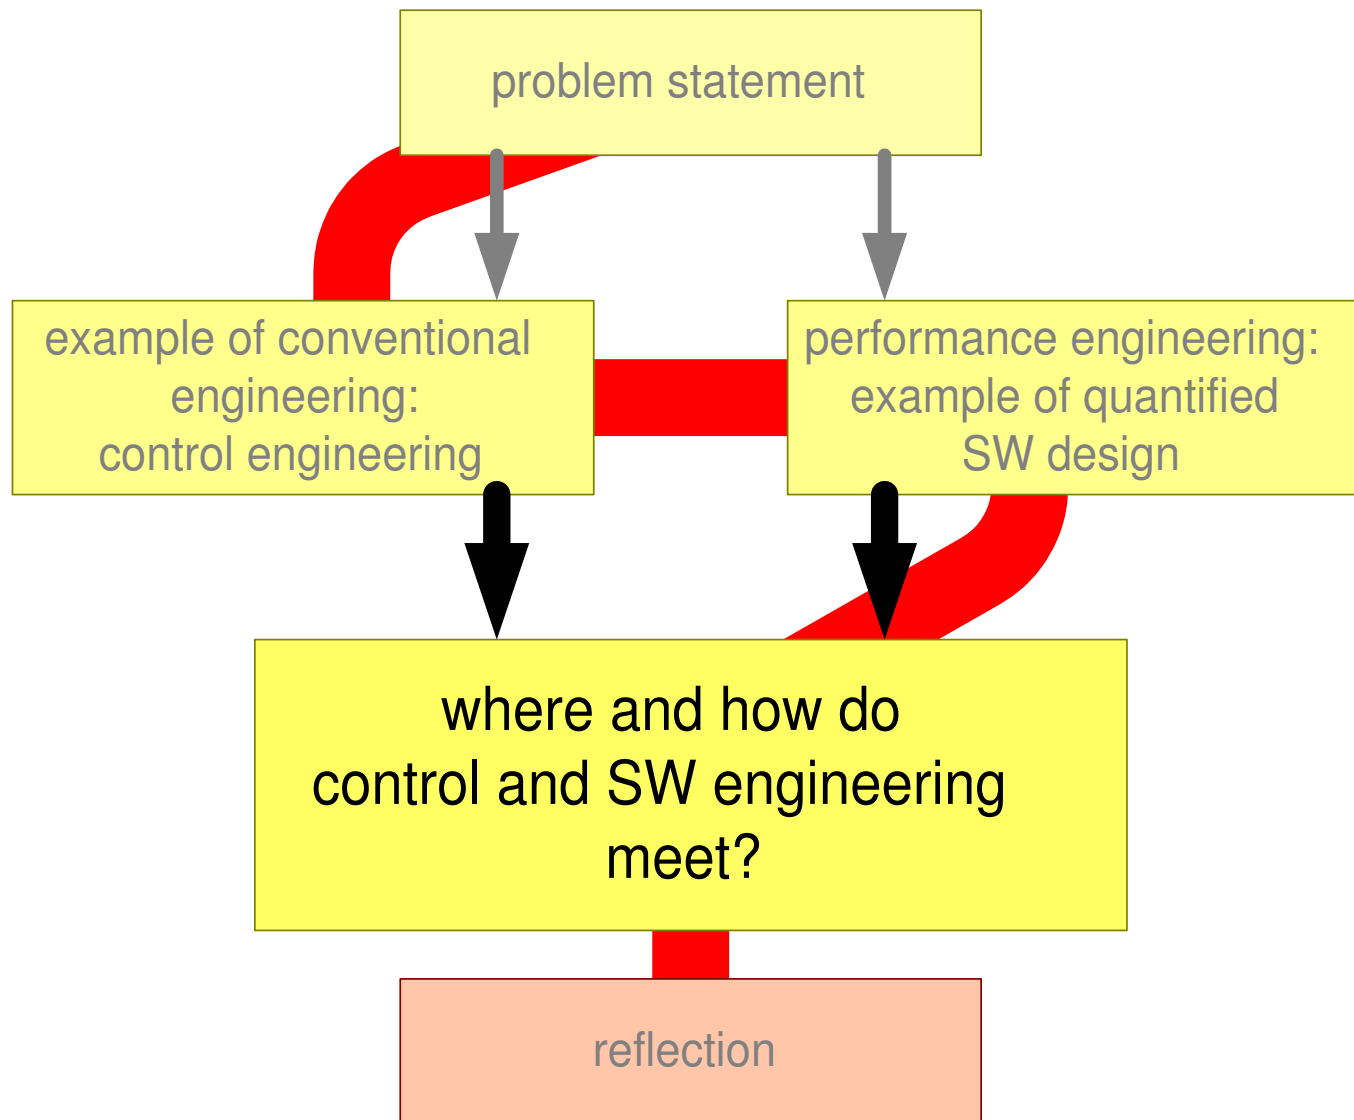 problem statement
example of conventional
engineering:
control engineering
performance engineering:
example of quantified
SW design
where and how do
control and SW engineering
meet?
reflection